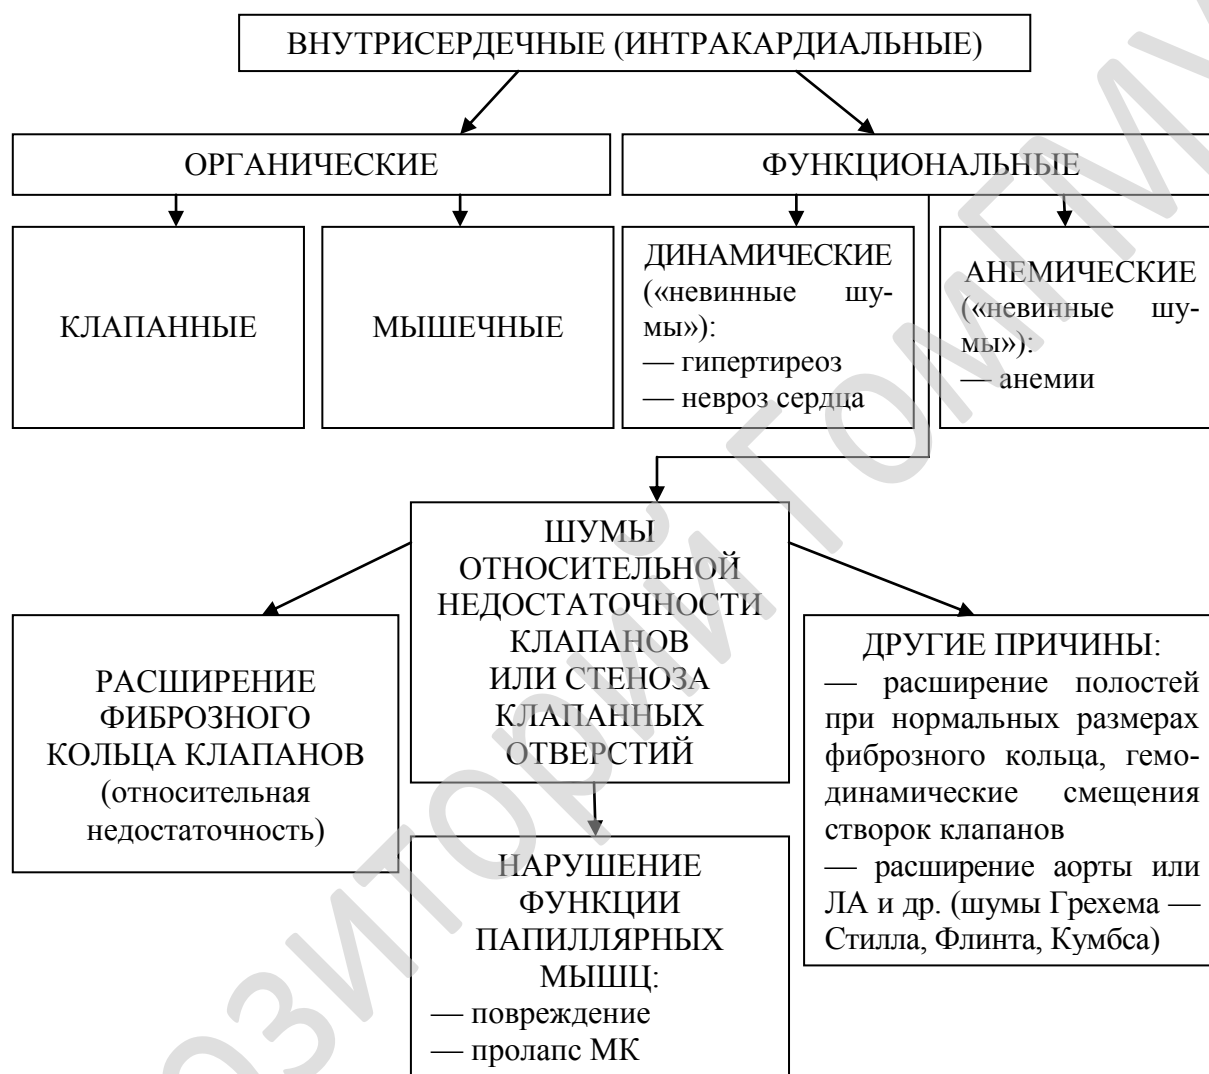 ВНУТРИСЕРДЕЧНЫЕ (ИНТРАКАРДИАЛЬНЫЕ)
ОРГАНИЧЕСКИЕ
ФУНКЦИОНАЛЬНЫЕ
КЛАПАННЫЕ
МЫШЕЧНЫЕ
ДИНАМИЧЕСКИЕ
(«невинные шу-
мы»):
— гипертиреоз
— невроз сердца
АНЕМИЧЕСКИЕ
(«невинные шу-
мы»):
— анемии
ШУМЫ
ОТНОСИТЕЛЬНОЙ
НЕДОСТАТОЧНОСТИ
КЛАПАНОВ
ИЛИ СТЕНОЗА
КЛАПАННЫХ
ОТВЕРСТИЙ
РАСШИРЕНИЕ
ФИБРОЗНОГО
КОЛЬЦА КЛАПАНОВ
(относительная
недостаточность)
НАРУШЕНИЕ
ФУНКЦИИ
ПАПИЛЛЯРНЫХ
МЫШЦ:
— повреждение
— пролапс МК
ДРУГИЕ ПРИЧИНЫ:
— расширение полостей
при нормальных размерах
фиброзного кольца, гемо-
динамические смещения
створок клапанов
— расширение аорты или
ЛА и др. (шумы Грехема —
Стилла, Флинта, Кумбса)